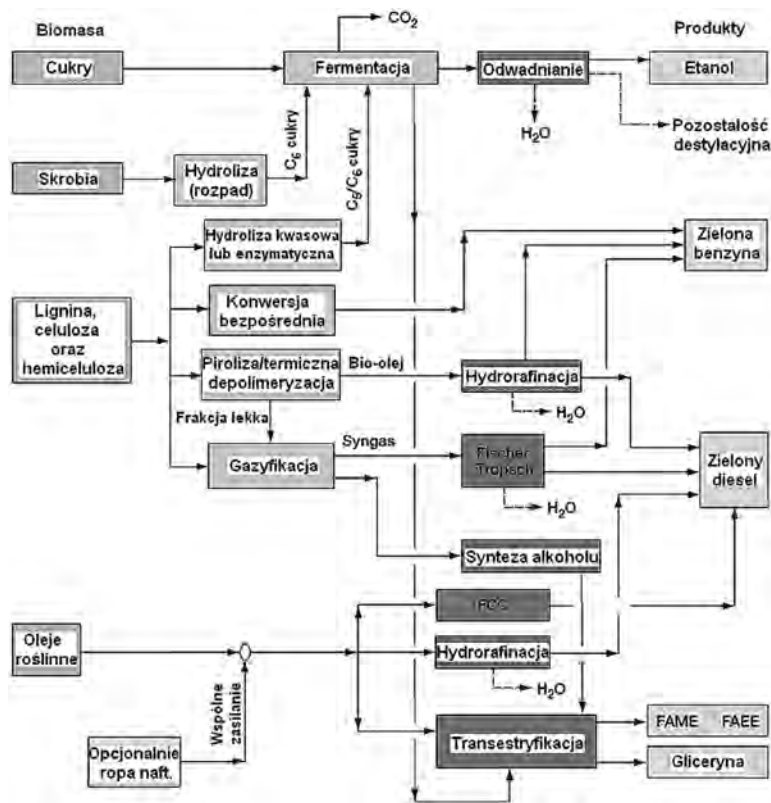 Biomasa
CO2
Produkty
Cukry
Fermentacja
Odwadnianie
Etanol
H2O
Pozostałość
destylacyjna
C6 cukry
C5/C6 cukry
Skrobia
Hydroliza
(rozpad)
Hydroliza kwasowa
lub enzymatyczna
Zielona
benzyna
Lignina,
celuloza
oraz
hemiceluloza
Konwersja
bezpośrednia
Piroliza/termiczna
depolimeryzacja
Bio-olej
Hydrorafinacja
H2O
Frakcja lekka
Gazyfikacja
Syngas
Fischer
Tropsch
H2O
Zielony
diesel
Synteza alkoholu
Oleje
roślinne
Hydrorafinacja
H2O
Wspólne
zasilanie
Opcjonalnie
ropa naft.
Transestryfikacja
FAME FAEE
Gliceryna